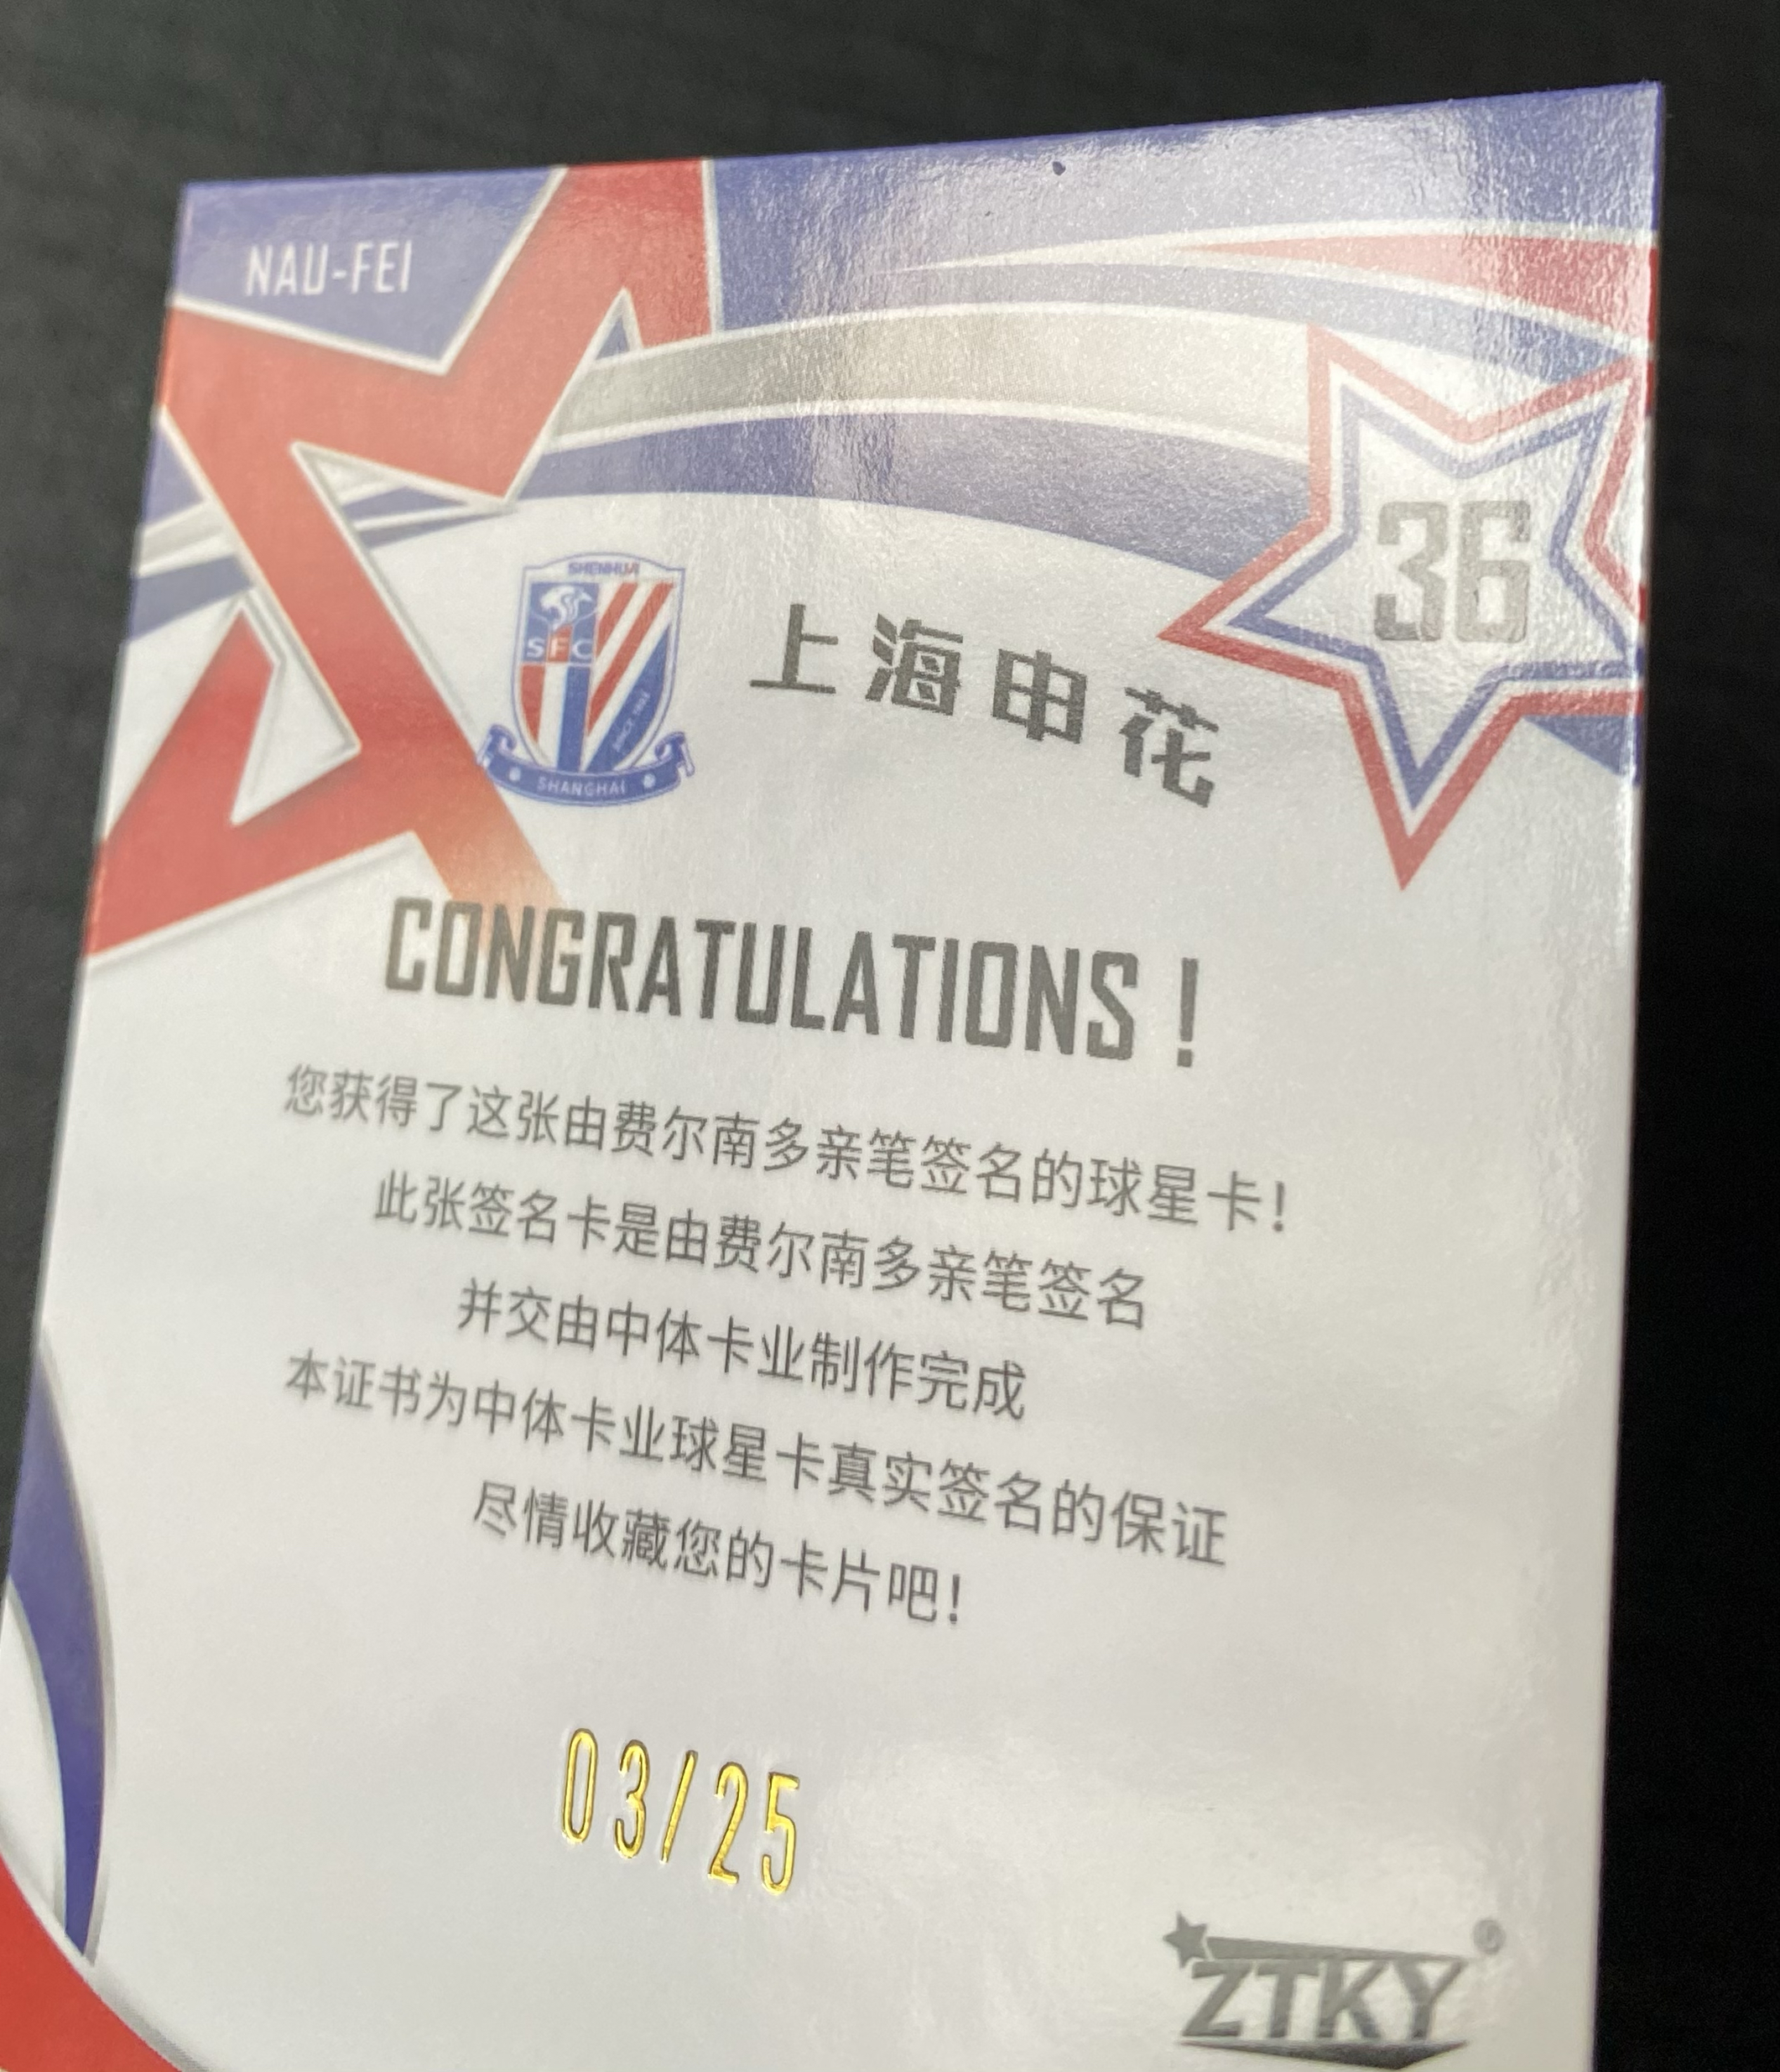 NAU-FEI
36
SHENHUA
SFC
SHANGHAI
上海申花
CONGRATULATIONS！
您获得了这张由费尔南多亲笔签名的球星卡！
此张签名卡是由费尔南多亲笔签名
并交由中体卡业制作完成
本证书为中体卡业球星卡真实签名的保证
尽情收藏您的卡片吧！
03/25
ZTKY